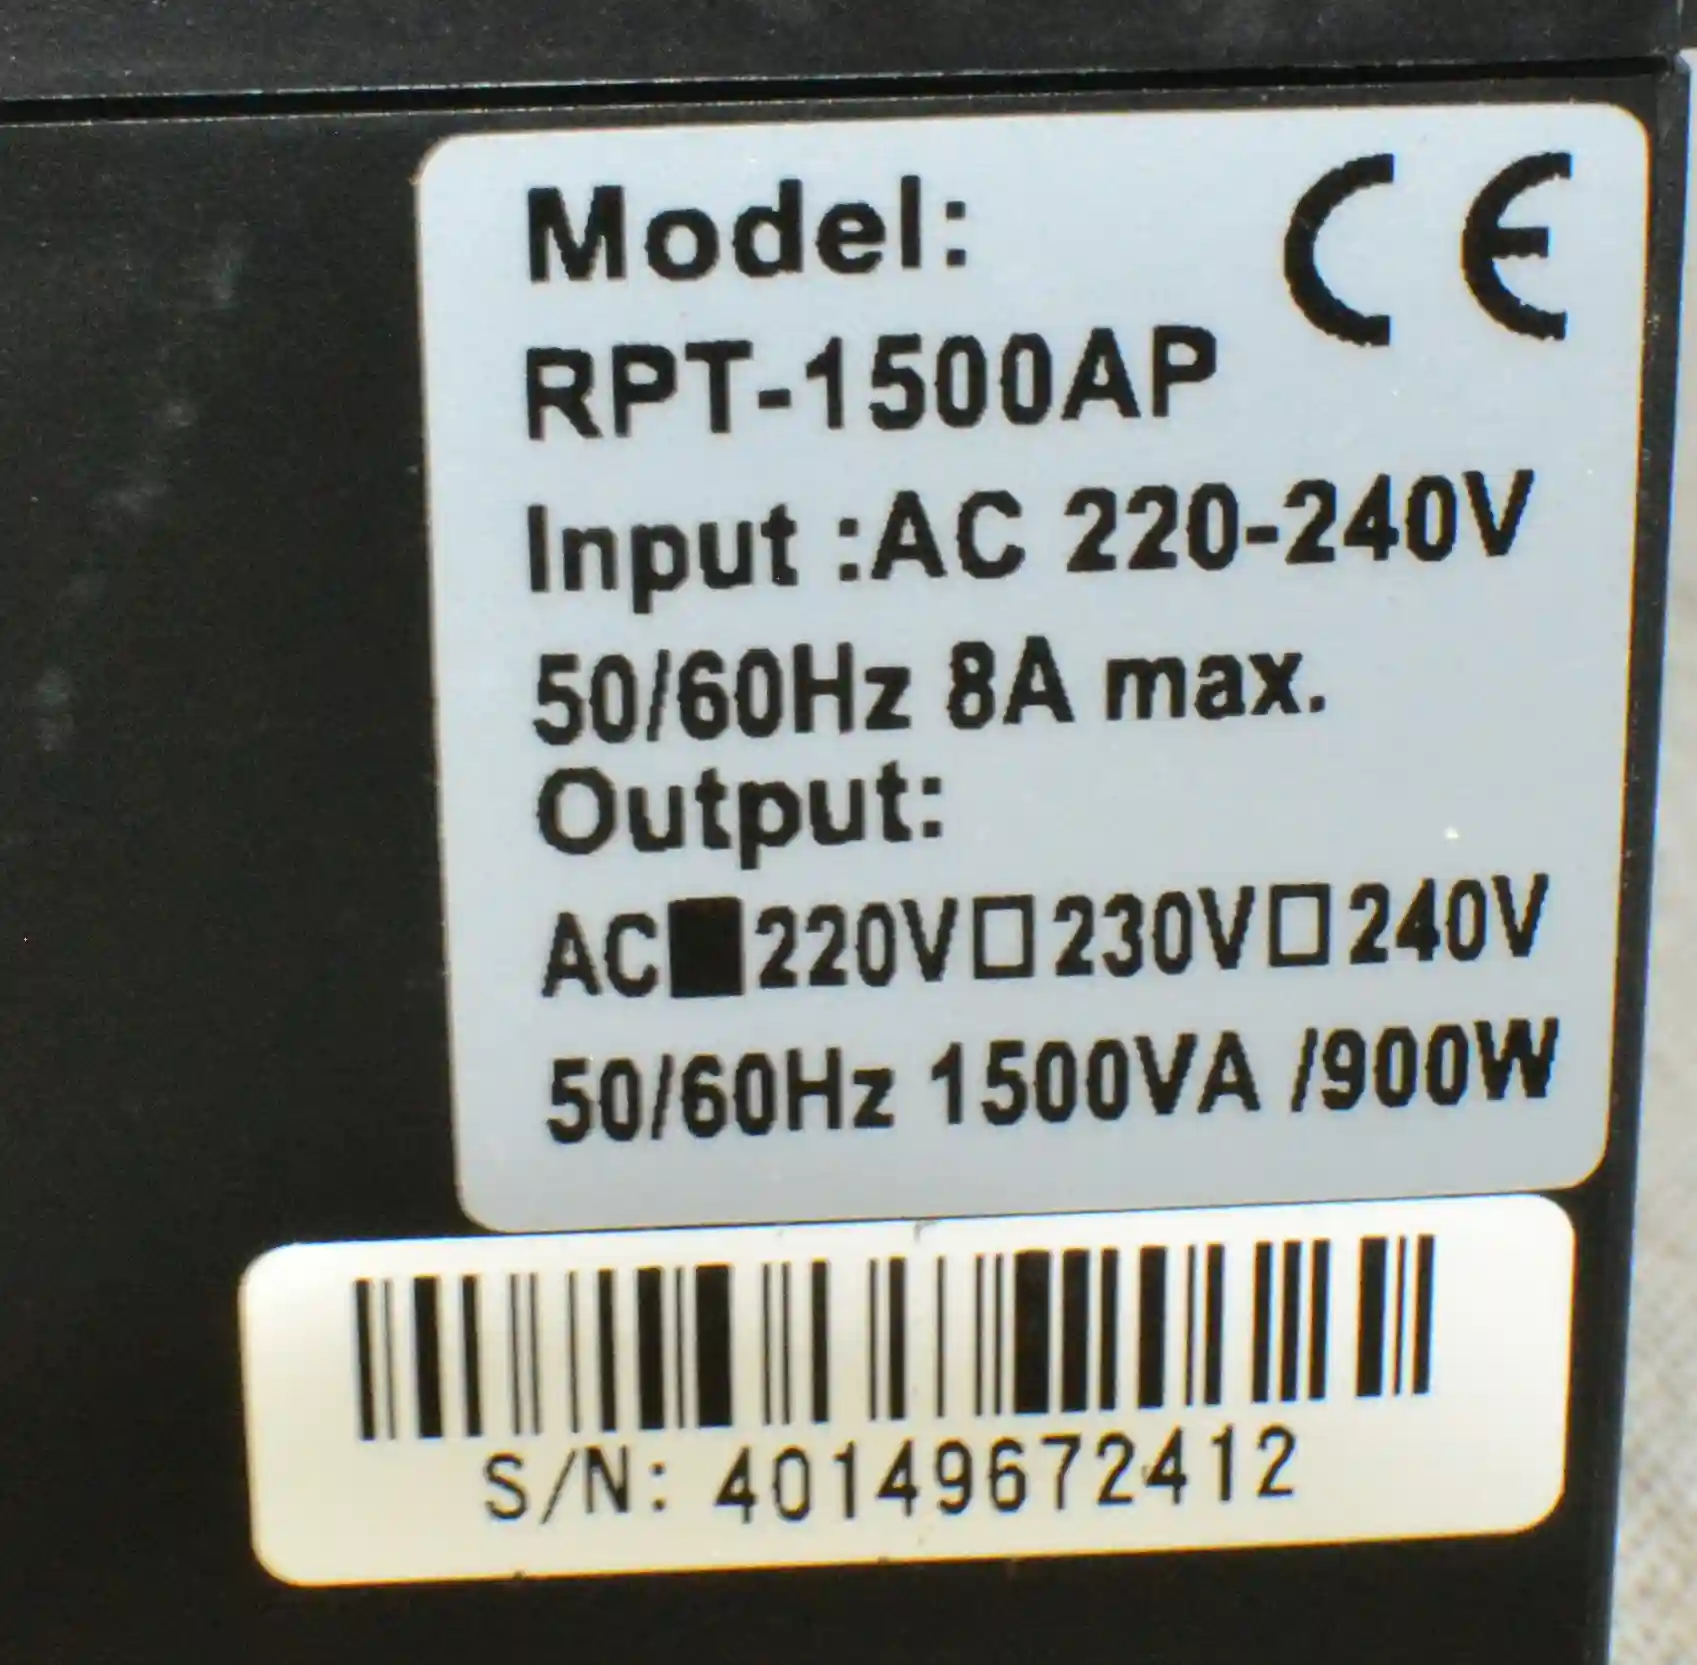 Model: CE
RPT-1500AP
Input :AC 220-240V
50/60Hz 8A max.
Output:
AC■220V□230V□240V
50/60Hz 1500VA /900W
S/N: 40149672412